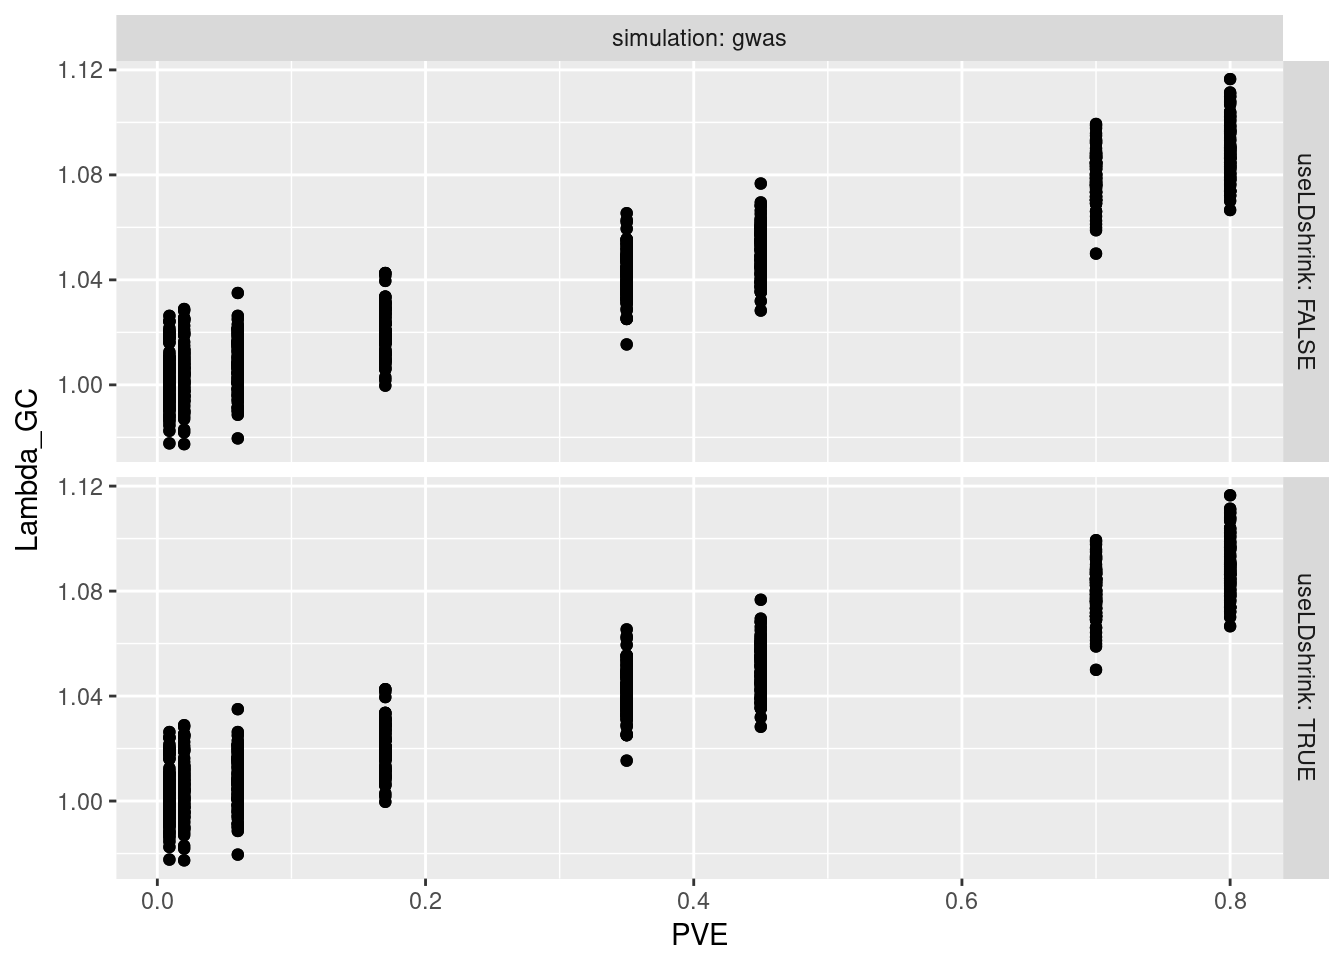 simulation: gwas
Lambda_GC
1.12
1.08
1.04
1.00
useLDshrink: FALSE
1.12
1.08
1.04
1.00
useLDshrink: TRUE
0.0 0.2 0.4 0.6 0.8
PVE